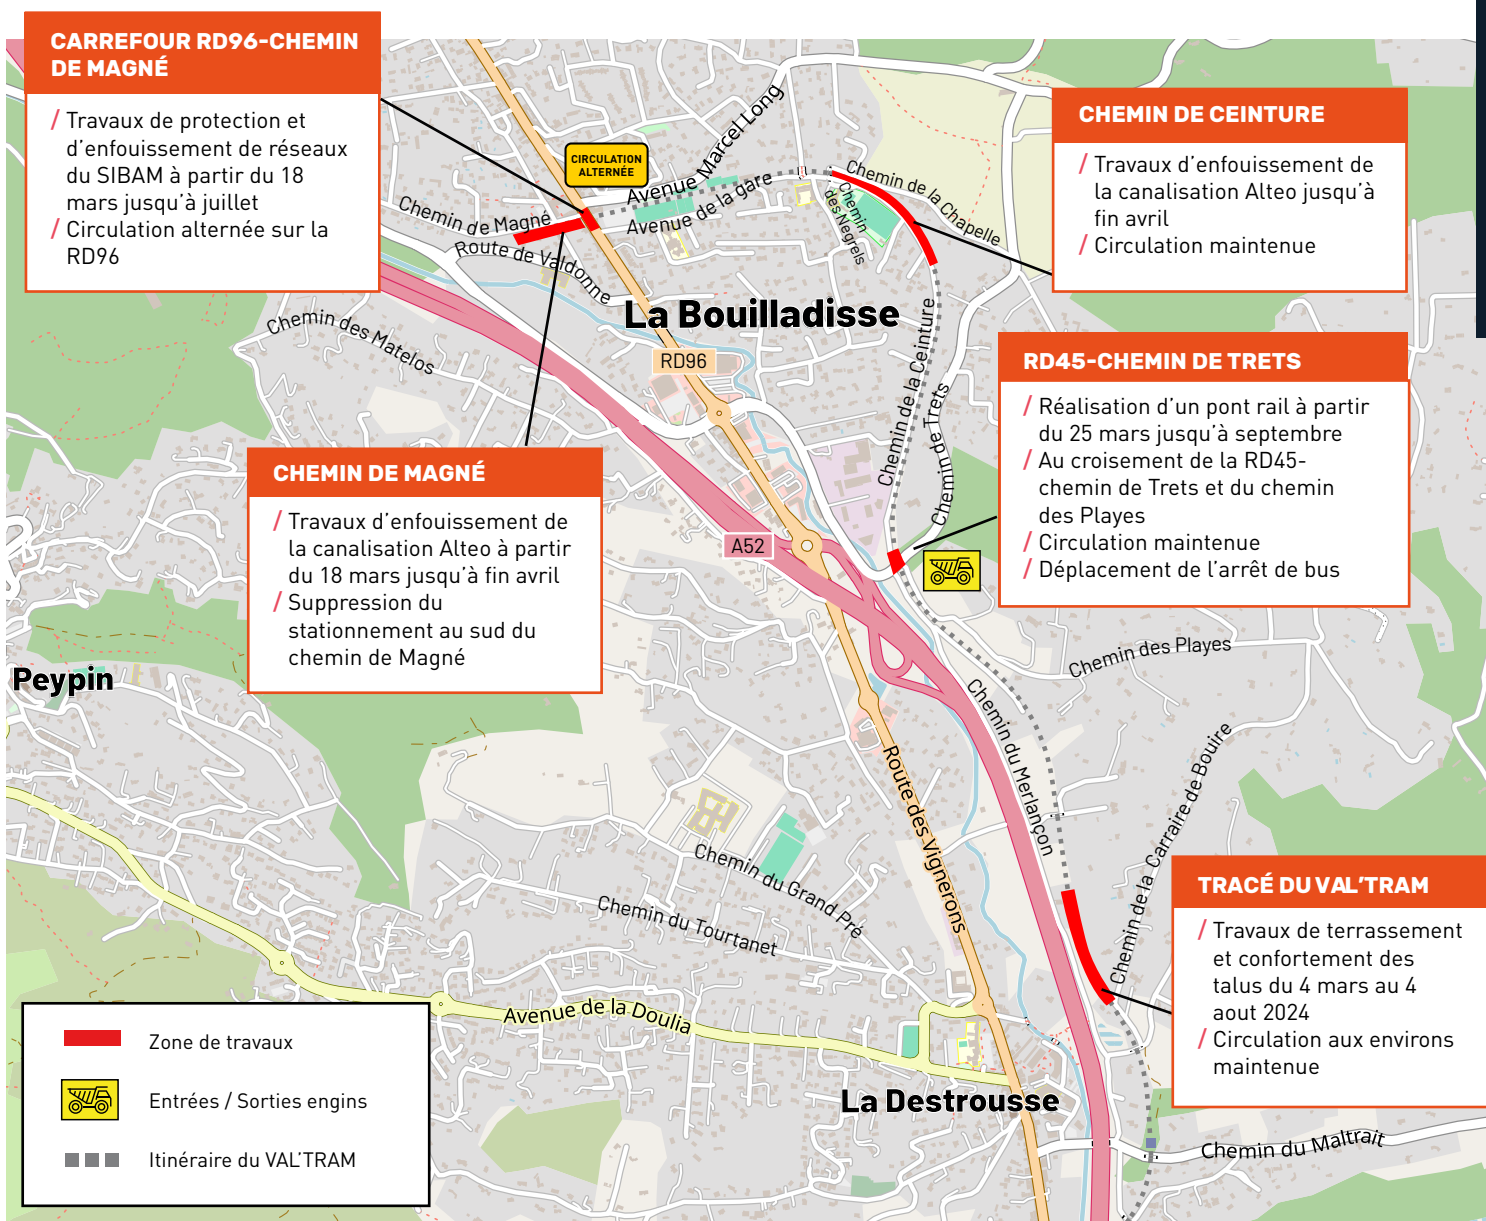 CARREFOUR RD96-CHEMIN
DE MAGNÉ
/ Travaux de protection et
d'enfouissement de réseaux
du SIBAM à partir du 18
mars jusqu'à juillet
/ Circulation alternée sur la
RD96
CIRCULATION
ALTERNÉE
CHEMIN DE CEINTURE
/ Travaux d'enfouissement de
la canalisation Alteo jusqu'à
fin avril
/ Circulation maintenue
Avenue Marcel Long
Avenue de la gare
Chemin de la Chapelle
Chemin
des Négrels
Chemin de Magné
Route de Valdonne
Chemin des Matelos
La Bouilladisse
RD96
Chemin de la Ceinture
Chemin de Trets
RD45-CHEMIN DE TRETS
/ Réalisation d'un pont rail à partir
du 25 mars jusqu'à septembre
/ Au croisement de la RD45-
chemin de Trets et du chemin
des Playes
/ Circulation maintenue
/ Déplacement de l'arrêt de bus
CHEMIN DE MAGNÉ
/ Travaux d'enfouissement de
la canalisation Alteo à partir
du 18 mars jusqu'à fin avril
/ Suppression du
stationnement au sud du
chemin de Magné
A52
Peypin
Chemin des Playes
Chemin du Merlançon
Chemin de la Carraire de Bouire
Route des Vignerons
Chemin du Grand Pré
Chemin du Tourtanet
TRACÉ DU VAL'TRAM
/ Travaux de terrassement
et confortement des
talus du 4 mars au 4
aout 2024
/ Circulation aux environs
maintenue
Avenue de la Doulia
La Destrousse
Chemin du Maltrait
Zone de travaux
Entrées / Sorties engins
Itinéraire du VAL'TRAM